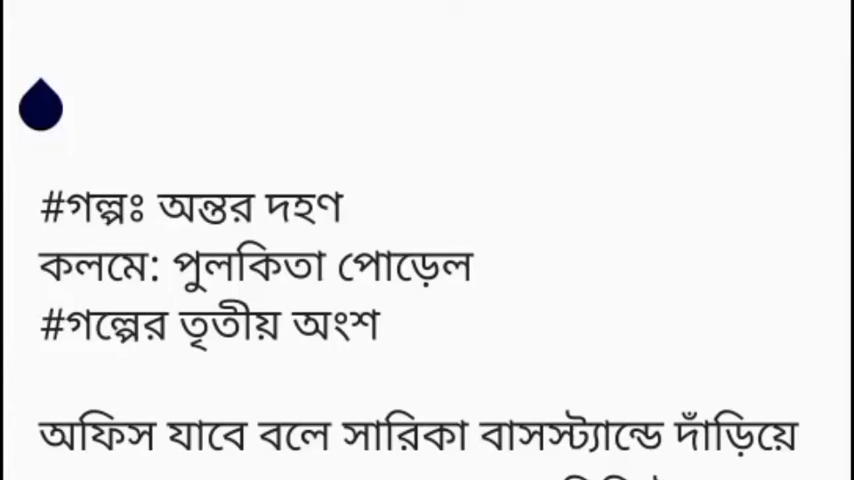 #গল্পঃ অন্তর দহণ
কলমে: পুলকিতা পোড়েল
#গল্পের তৃতীয় অংশ
অফিস যাবে বলে সারিকা বাসস্ট্যান্ডে দাঁড়িয়ে